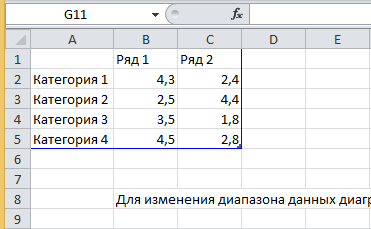 G11 fx
A B C D E
1 Ряд 1 Ряд 2
2 Категория 1 4,3 2,4
3 Категория 2 2,5 4,4
4 Категория 3 3,5 1,8
5 Категория 4 4,5 2,8
6
7
8 Для изменения диапазона данных диагр
9